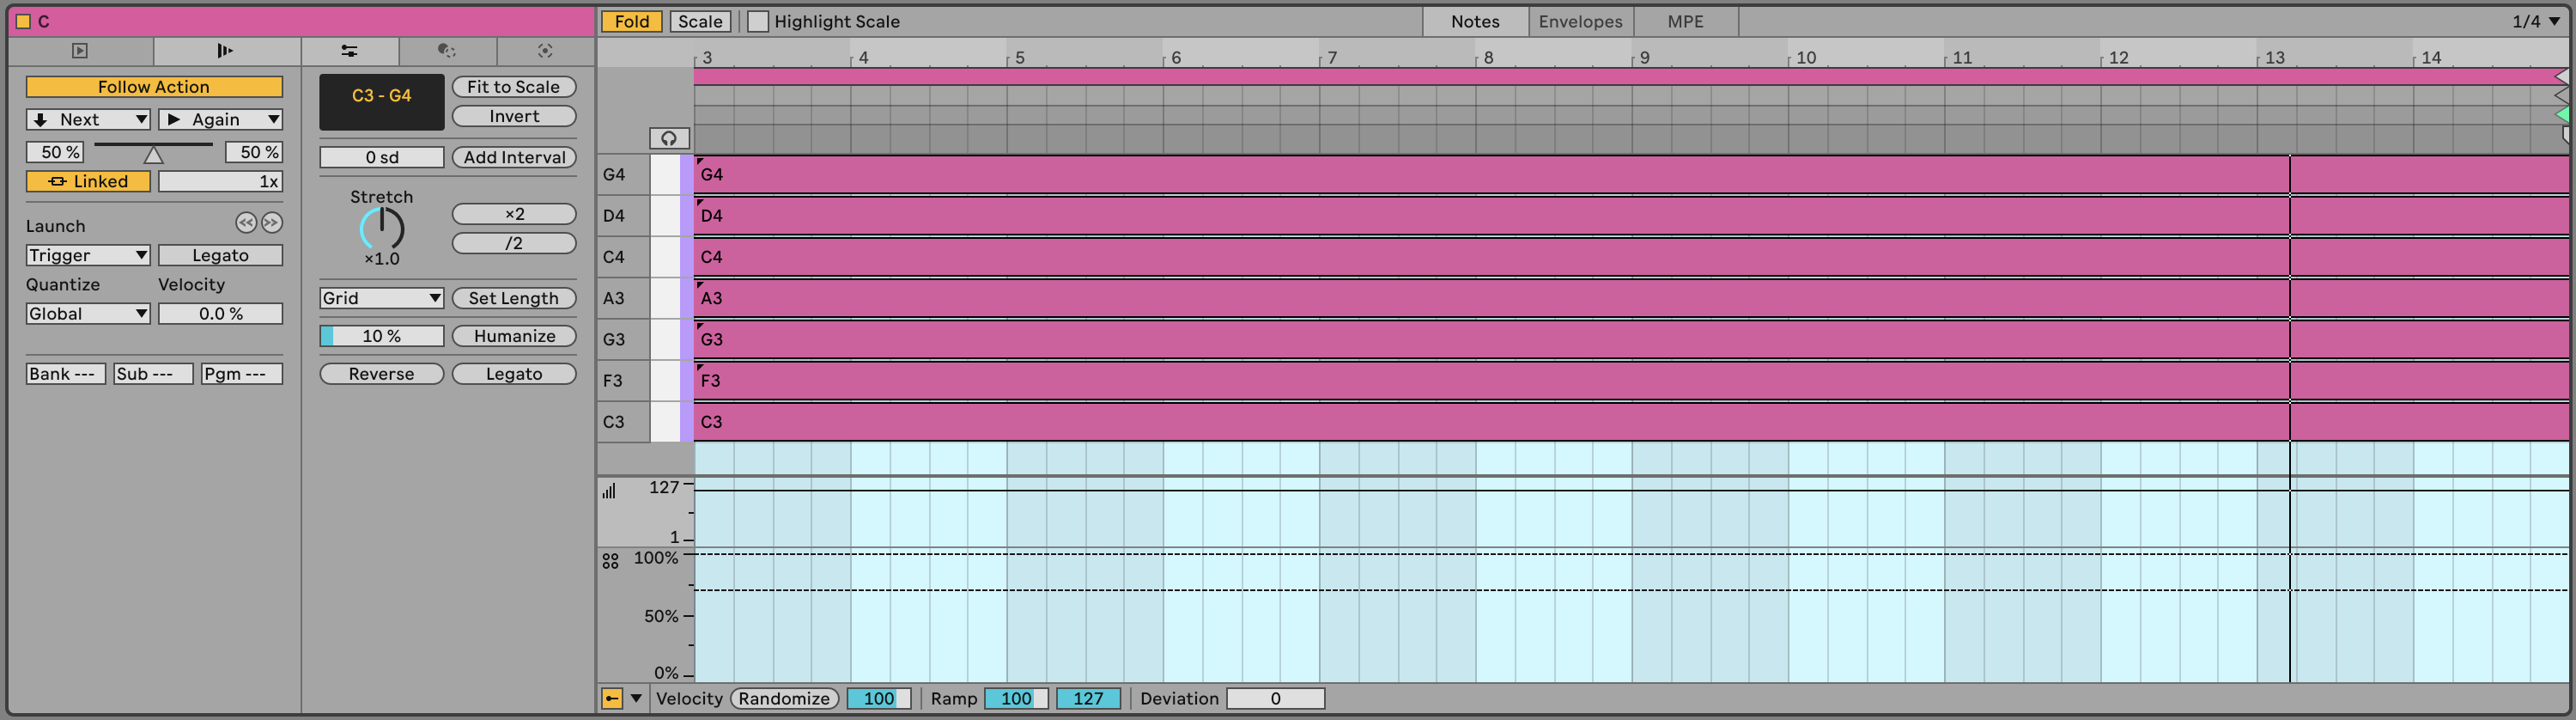 C
Fold Scale Highlight Scale Notes Envelopes MPE 1/4
3 4 5 6 7 8 9 10 11 12 13 14
Follow Action
Next Again
50 % 50 %
Linked 1x
Launch
Trigger Legato
Quantize Velocity
Global 0.0 %
Bank --- Sub --- Pgm ---
C3 - G4 Fit to Scale
Invert
0 sd Add Interval
Stretch
×2
/2
×1.0
Grid Set Length
10 % Humanize
Reverse Legato
G4 G4
D4 D4
C4 C4
A3 A3
G3 G3
F3 F3
C3 C3
127
1
100%
50%
0%
Velocity Randomize 100 Ramp 100 127 Deviation 0